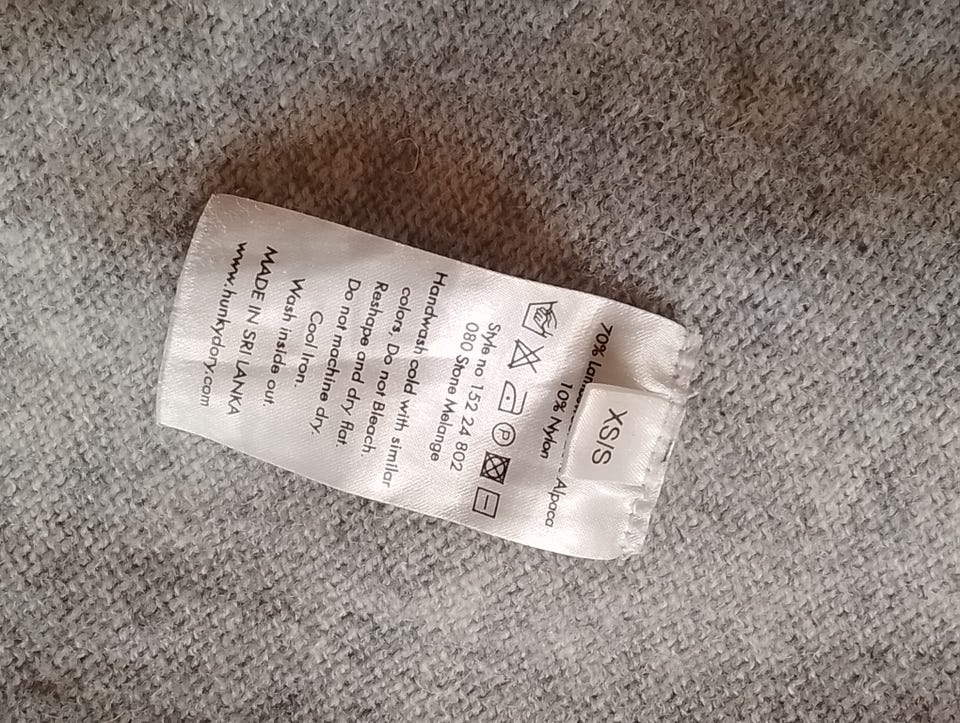 XS/S
70%
10% Nylon Alpaca
Style no 152 24 802
080 Stone Melange
Handwash cold with similar
colors. Do not Bleach.
Reshape and dry flat.
Do not machine dry.
Cool Iron.
Wash inside out.
MADE IN SRI LANKA
www.hunkydory.com